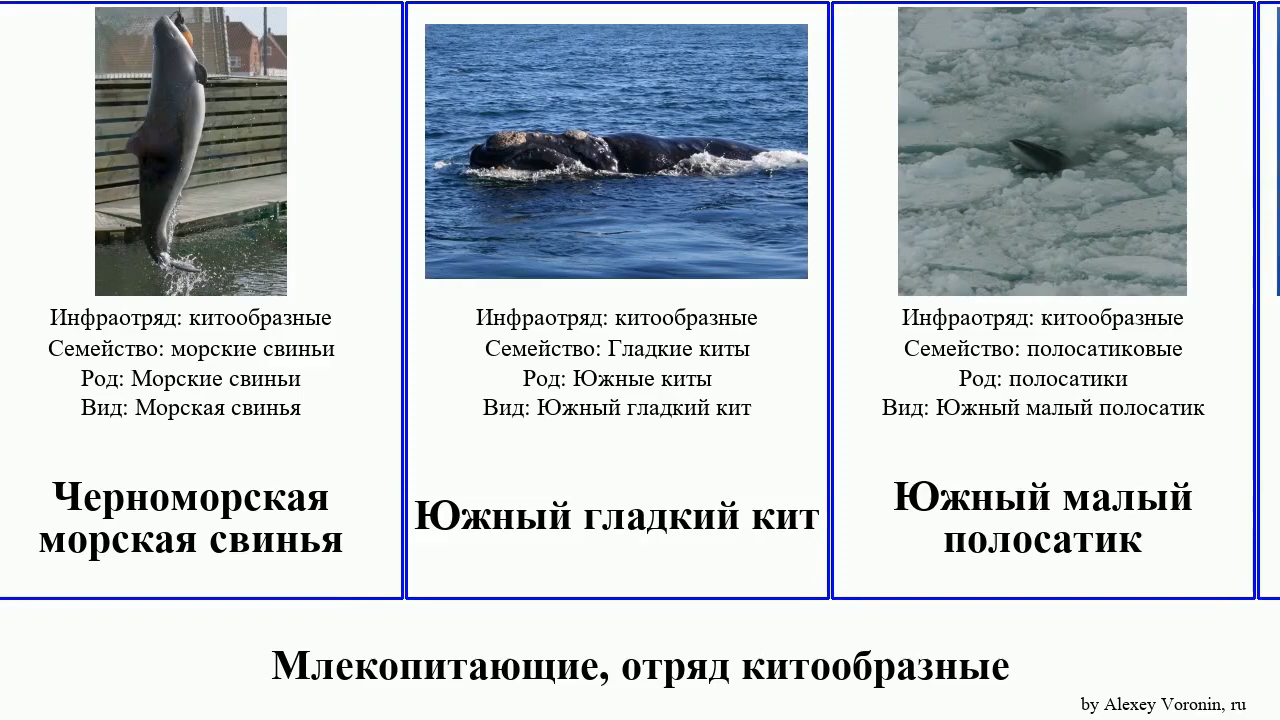 Инфраотряд: китообразные
Семейство: морские свиньи
Род: Морские свиньи
Вид: Морская свинья
Черноморская
морская свинья
Инфраотряд: китообразные
Семейство: Гладкие киты
Род: Южные киты
Вид: Южный гладкий кит
Южный гладкий кит
Инфраотряд: китообразные
Семейство: полосатиковые
Род: полосатики
Вид: Южный малый полосатик
Южный малый
полосатик
Млекопитающие, отряд китообразные
by Alexey Voronin, ru